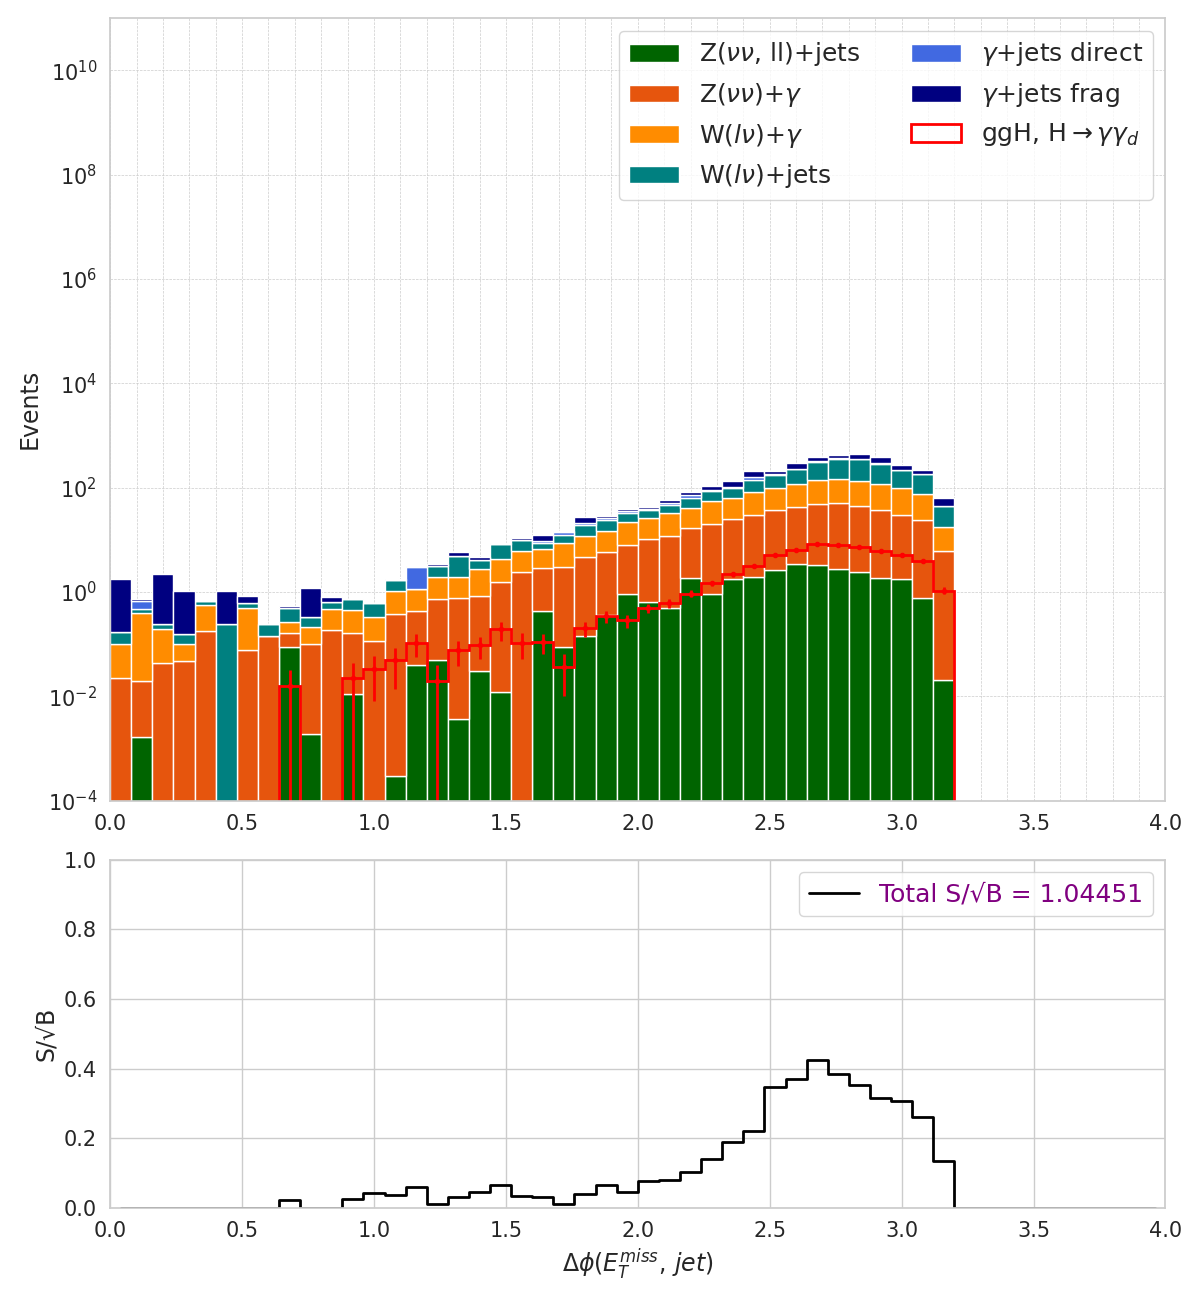 Events
10^10
10^8
10^6
10^4
10^2
10^0
10^−2
10^−4
0.0 0.5 1.0 1.5 2.0 2.5 3.0 3.5 4.0
Z(νν, ll)+jets
Z(νν)+γ
W(lν)+γ
W(lν)+jets
γ+jets direct
γ+jets frag
ggH, H→γγ_d
S/√B
1.0
0.8
0.6
0.4
0.2
0.0
Total S/√B = 1.04451
0.0 0.5 1.0 1.5 2.0 2.5 3.0 3.5 4.0
Δϕ(E_T^miss, jet)